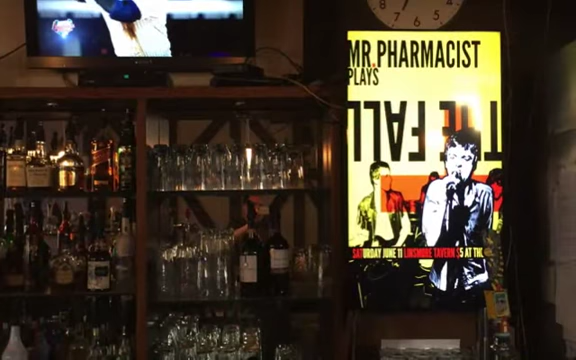 MR. PHARMACIST
PLAYS
THE FALL
SATURDAY JUNE 11 LINSMORE TAVERN $5 AT THE